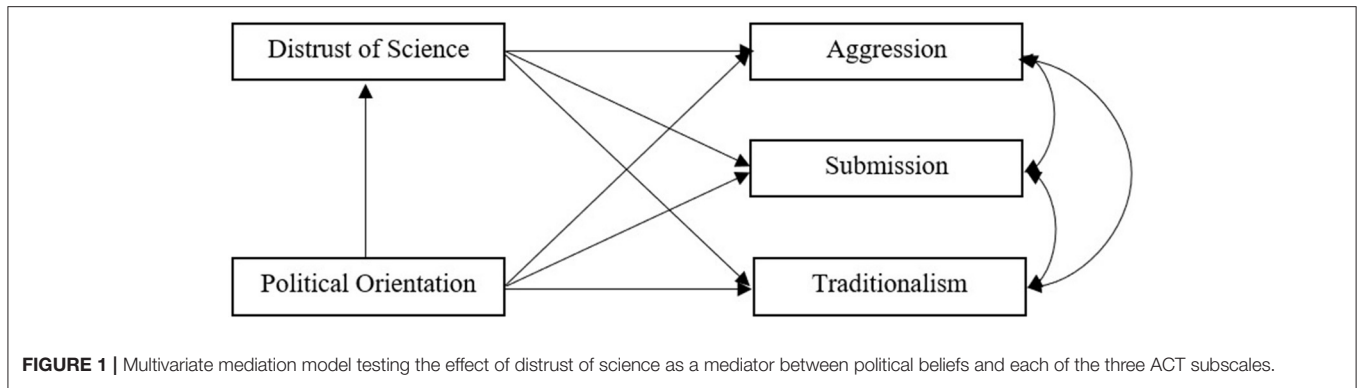 Distrust of Science
Aggression
Submission
Political Orientation
Traditionalism
FIGURE 1 | Multivariate mediation model testing the effect of distrust of science as a mediator between political beliefs and each of the three ACT subscales.